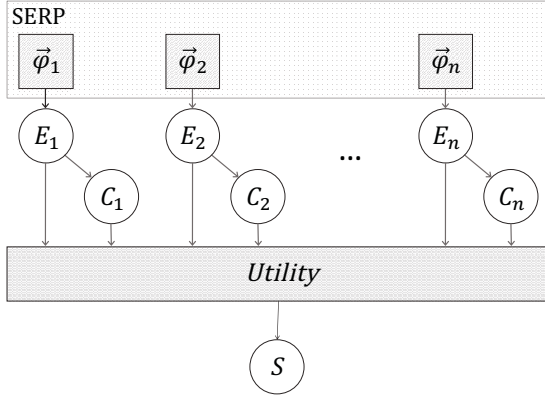 SERP
φ⃗₁ φ⃗₂ φ⃗ₙ
E₁ E₂ ... Eₙ
C₁ C₂ Cₙ
Utility
S